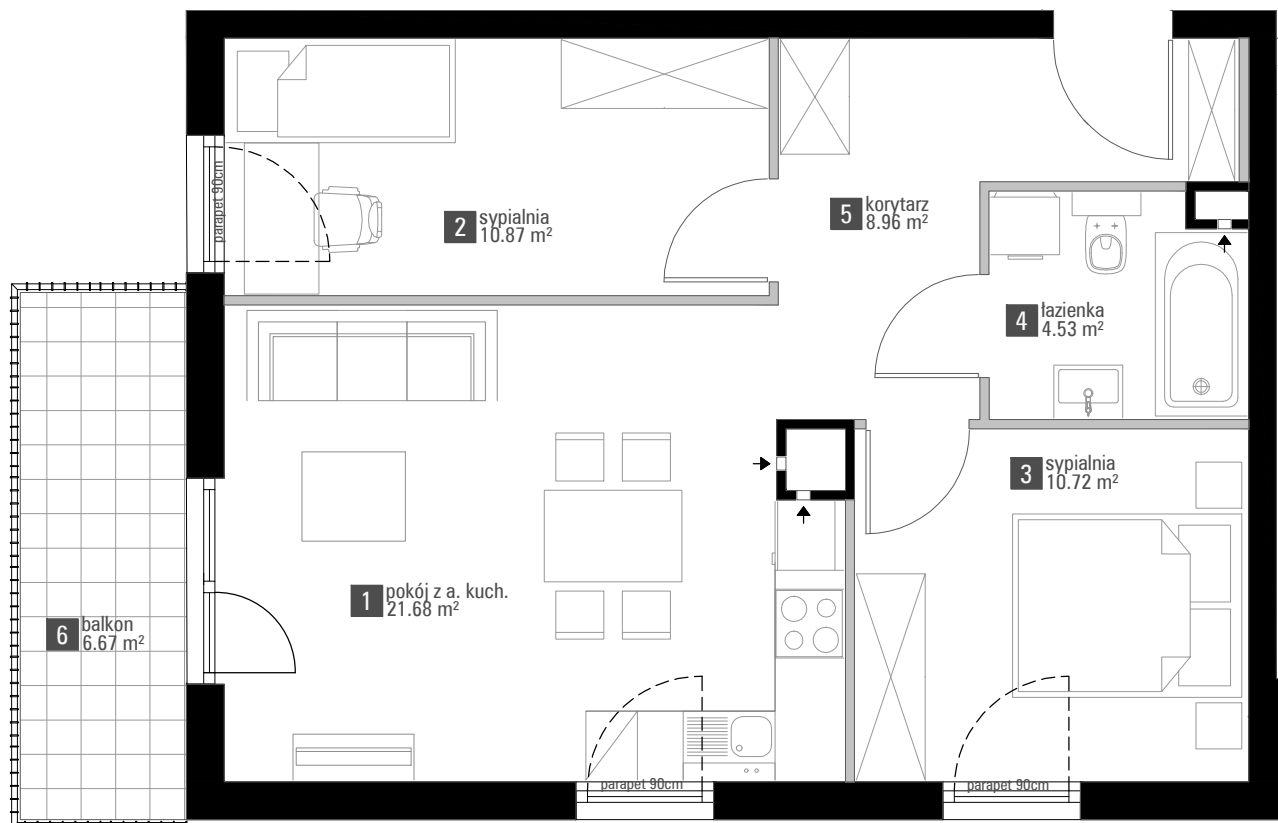 parapet 90cm
2 sypialnia
10.87 m²
5 korytarz
8.96 m²
4 łazienka
4.53 m²
3 sypialnia
10.72 m²
1 pokój z a. kuch.
21.68 m²
6 balkon
6.67 m²
parapet 90cm
parapet 90cm